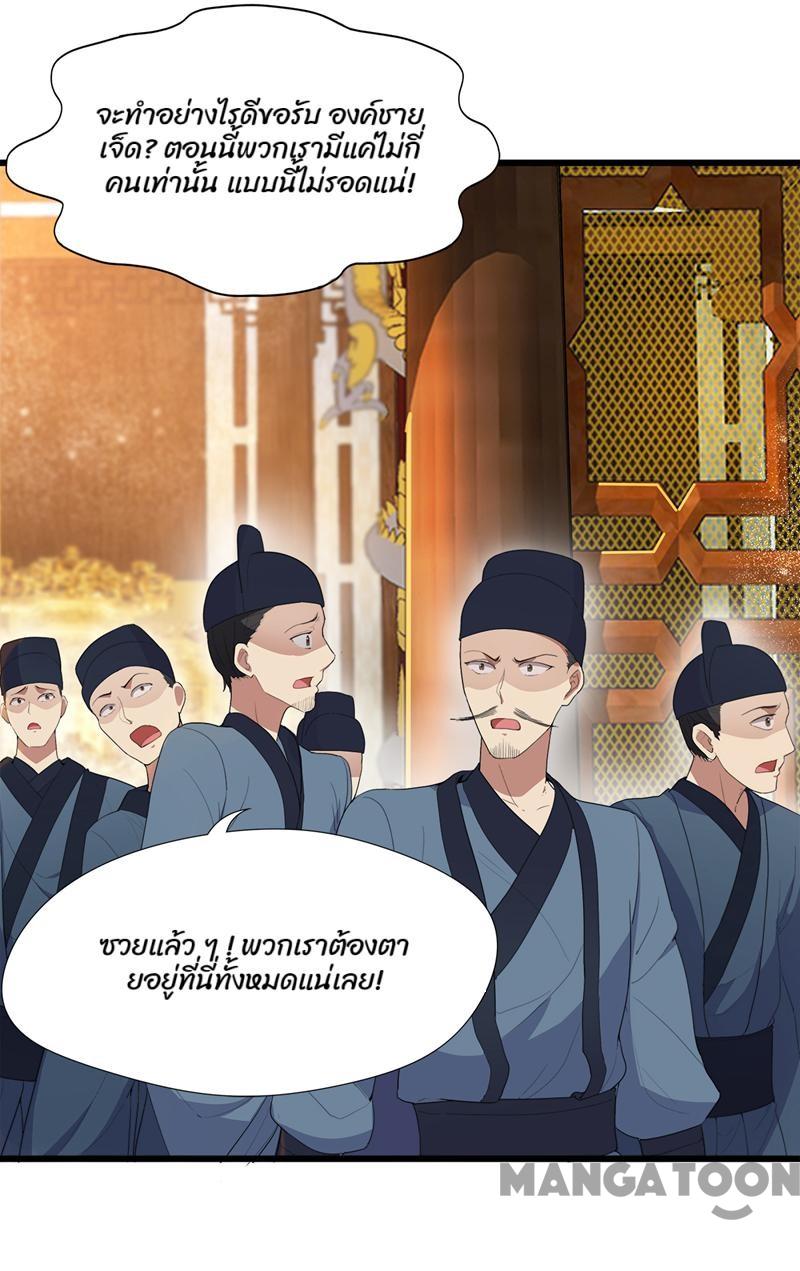 จะทำอย่างไรดีขอรับ องค์ชาย
เจ็ด? ตอนนี้พวกเรามีแค่ไม่กี่
คนเท่านั้น แบบนี้ไม่รอดแน่!
ซวยแล้ว ๆ ! พวกเราต้องตา
ยอยู่ที่นี่ทั้งหมดแน่เลย!
MANGATOON